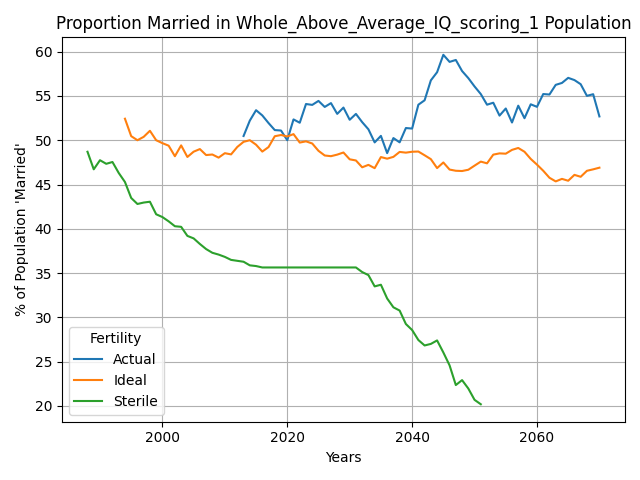 Proportion Married in Whole_Above_Average_IQ_scoring_1 Population
% of Population 'Married'
60
55
50
45
40
35
30
25
20
Fertility
Actual
Ideal
Sterile
2000
2020
2040
2060
Years